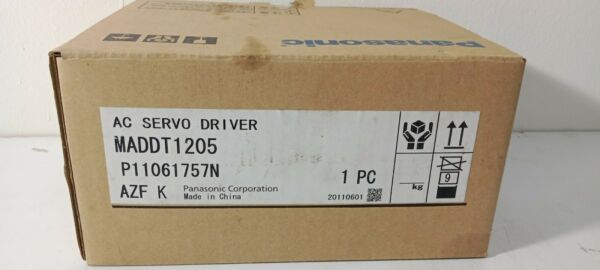 Panasonic
AC SERVO DRIVER
MADDT1205
P11061757N
1 PC
AZF K
Panasonic Corporation
Made in China
20110601
kg
9